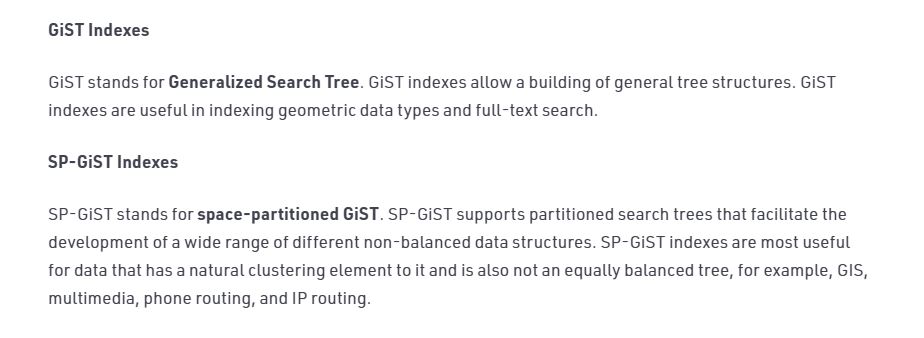 GiST Indexes
GiST stands for Generalized Search Tree. GiST indexes allow a building of general tree structures. GiST
indexes are useful in indexing geometric data types and full-text search.
SP-GiST Indexes
SP-GiST stands for space-partitioned GiST. SP-GiST supports partitioned search trees that facilitate the
development of a wide range of different non-balanced data structures. SP-GiST indexes are most useful
for data that has a natural clustering element to it and is also not an equally balanced tree, for example, GIS,
multimedia, phone routing, and IP routing.